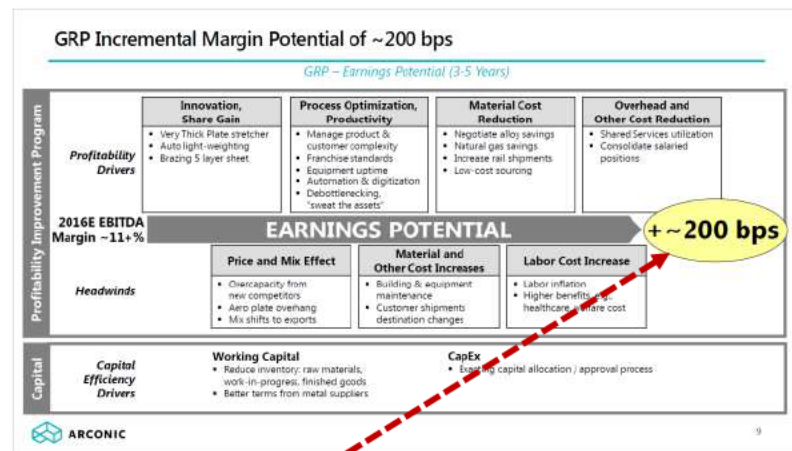 GRP Incremental Margin Potential of ~200 bps
GRP – Earnings Potential (3-5 Years)
Profitability Improvement Program
Profitability
Drivers
Innovation,
Share Gain
• Very Thick Plate stretcher
• Auto light-weighting
• Brazing 5 layer sheet
Process Optimization,
Productivity
• Manage product &
customer complexity
• Franchise standards
• Equipment uptime
• Automation & digitization
• Debottlenecking,
"sweat the assets"
Material Cost
Reduction
• Negotiate alloy savings
• Natural gas savings
• Increase rail shipments
• Low-cost sourcing
Overhead and
Other Cost Reduction
• Shared Services utilization
• Consolidate salaried
positions
2016E EBITDA
Margin ~11+%
EARNINGS POTENTIAL
+~200 bps
Headwinds
Price and Mix Effect
• Overcapacity from
new competitors
• Aero plate overhang
• Mix shifts to exports
Material and
Other Cost Increases
• Building & equipment
maintenance
• Customer shipments
destination changes
Labor Cost Increase
• Labor inflation
• Higher benefits, e.g.,
healthcare, welfare cost
Capital
Capital
Efficiency
Drivers
Working Capital
• Reduce inventory: raw materials,
work-in-progress, finished goods
• Better terms from metal suppliers
CapEx
• Exacting capital allocation / approval process
ARCONIC
9